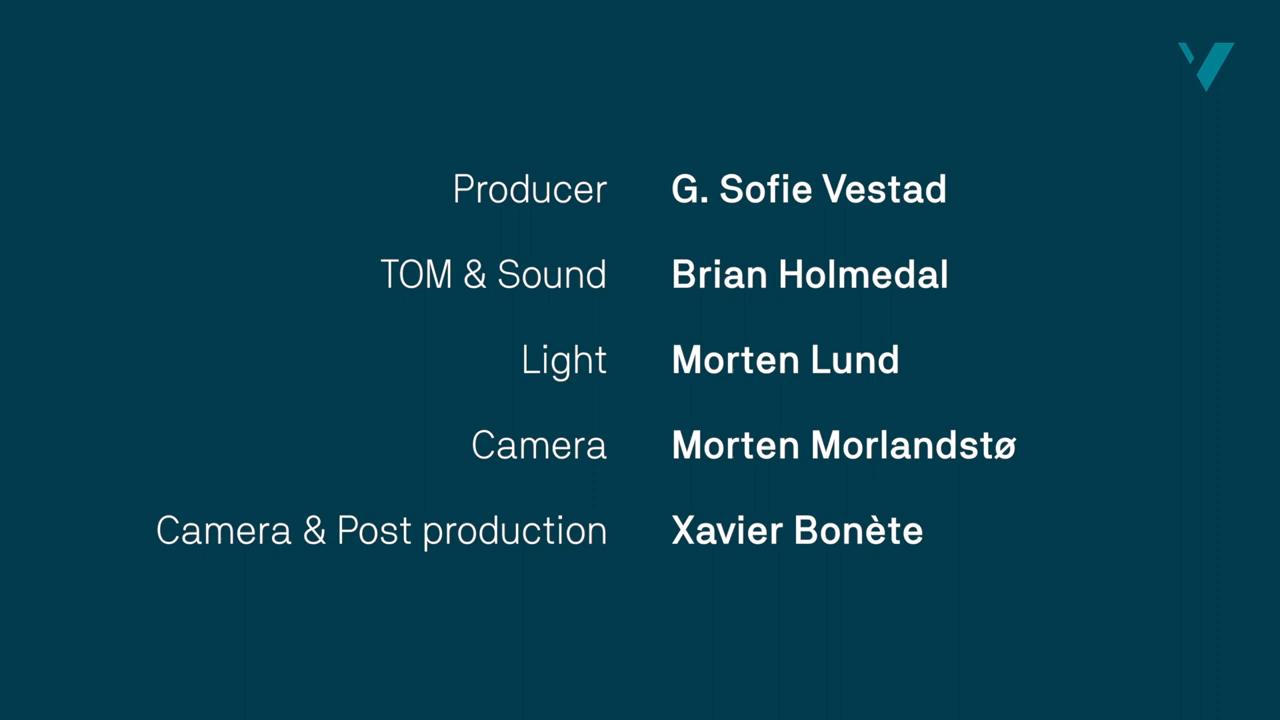 Producer G. Sofie Vestad
TOM & Sound Brian Holmedal
Light Morten Lund
Camera Morten Morlandstø
Camera & Post production Xavier Bonète